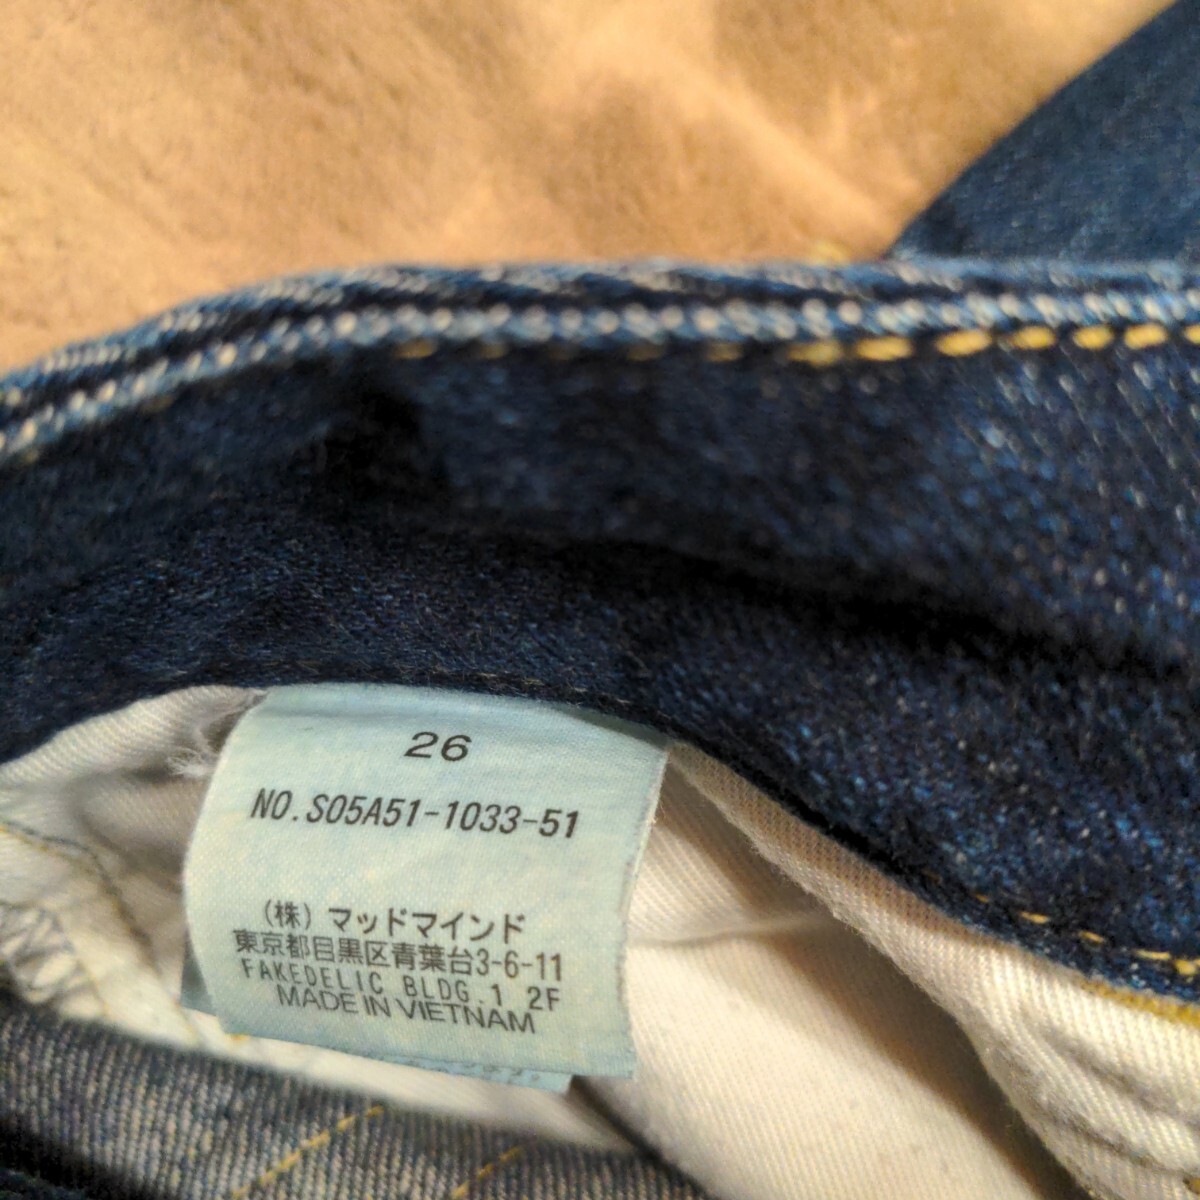 26
NO.S05A51-1033-51
(株)マッドマインド
東京都目黒区青葉台3-6-11
FAKEDELIC BLDG.1 2F
MADE IN VIETNAM